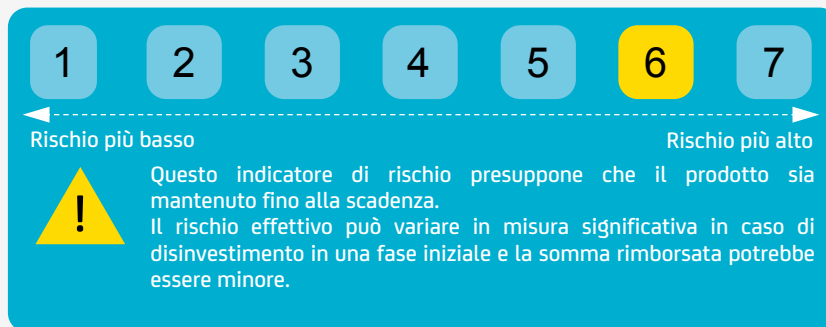 1 2 3 4 5 6 7
Rischio più basso Rischio più alto
Questo indicatore di rischio presuppone che il prodotto sia
mantenuto fino alla scadenza.
Il rischio effettivo può variare in misura significativa in caso di
disinvestimento in una fase iniziale e la somma rimborsata potrebbe
essere minore.
!